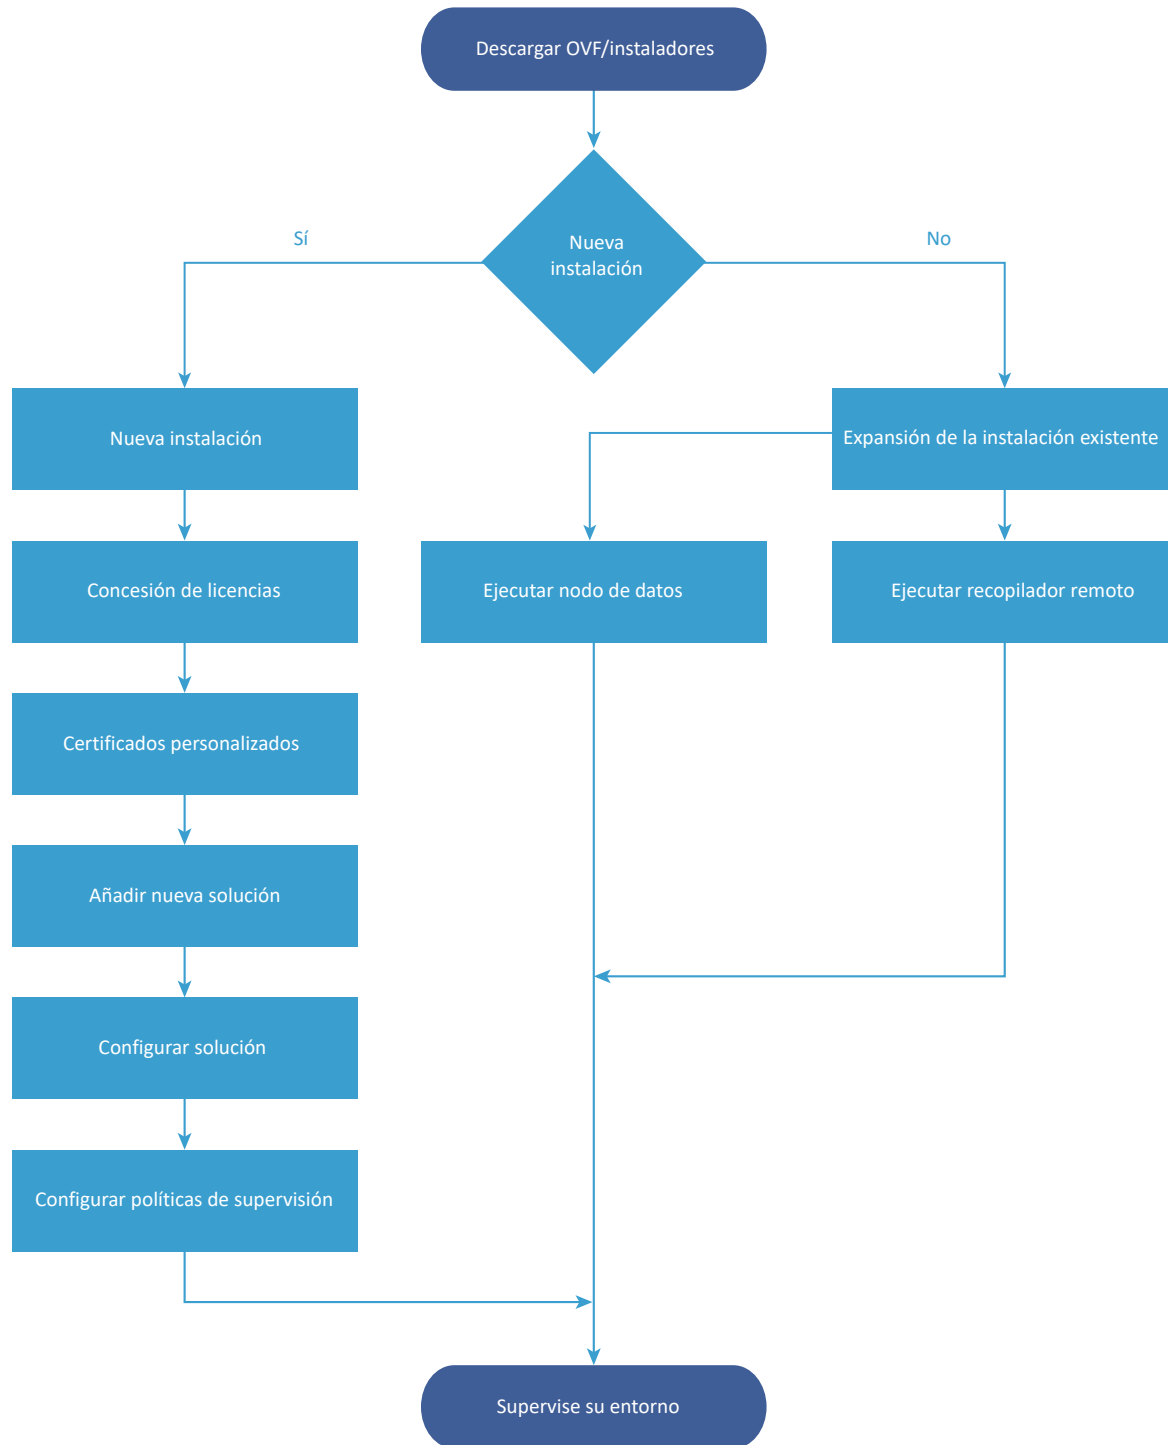 Descargar OVF/instaladores
Nueva
instalación
Sí
No
Nueva instalación
Expansión de la instalación existente
Concesión de licencias
Ejecutar nodo de datos
Ejecutar recopilador remoto
Certificados personalizados
Añadir nueva solución
Configurar solución
Configurar políticas de supervisión
Supervise su entorno